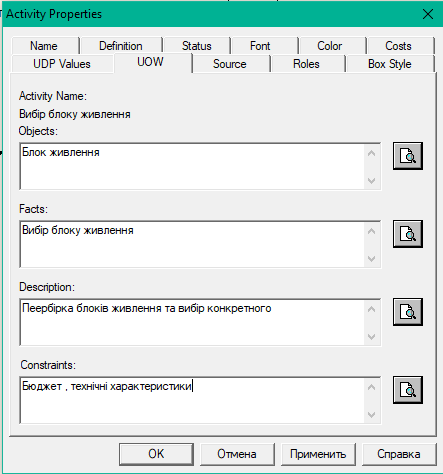 Activity Properties
Name Definition Status Font Color Costs
UDP Values UOW Source Roles Box Style
Activity Name:
Вибір блоку живлення
Objects:
Блок живлення
Facts:
Вибір блоку живлення
Description:
Пеербірка блоків живлення та вибір конкретного
Constraints:
Бюджет , технічні характеристики
OK Отмена Применить Справка